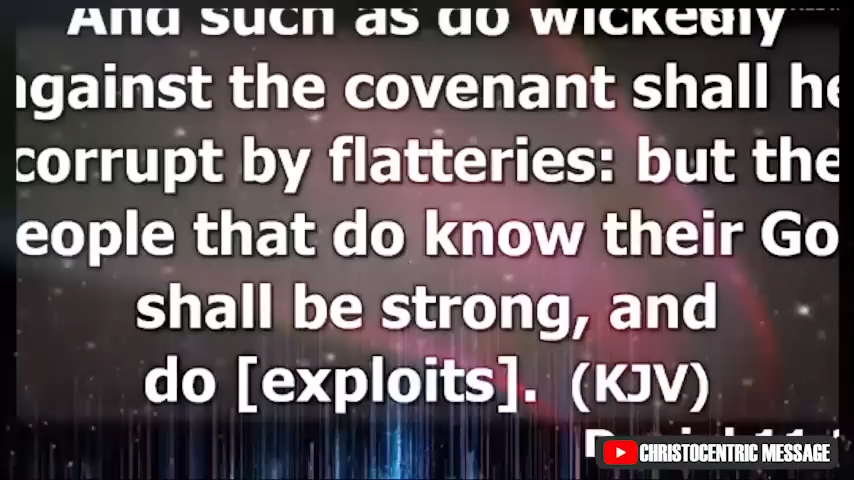 And such as do wickedly
gainst the covenant shall he
corrupt by flatteries: but the
eople that do know their Go
shall be strong, and
do [exploits]. (KJV)
CHRISTOCENTRIC MESSAGE